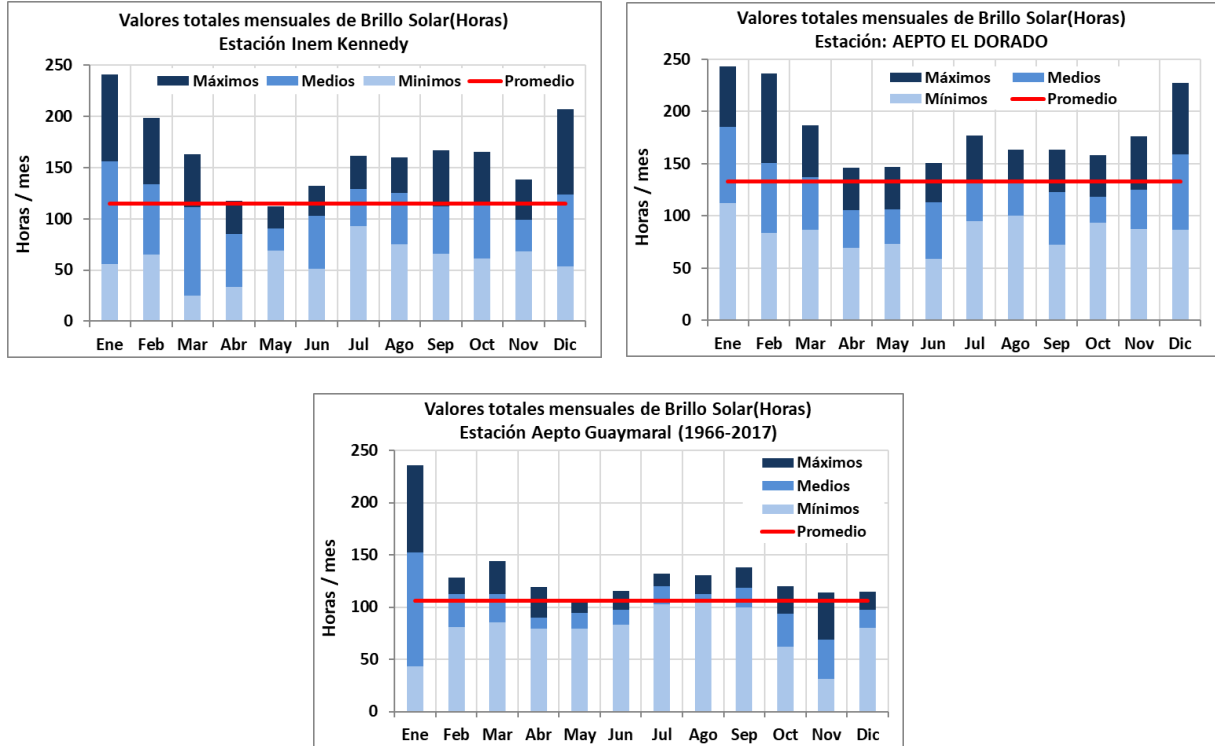 Valores totales mensuales de Brillo Solar(Horas)
Estación Inem Kennedy
Máximos Medios Minimos Promedio
Horas / mes
250
200
150
100
50
0
Ene Feb Mar Abr May Jun Jul Ago Sep Oct Nov Dic
Valores totales mensuales de Brillo Solar(Horas)
Estación: AEPTO EL DORADO
Máximos Medios
Mínimos Promedio
Horas / mes
250
200
150
100
50
0
Ene Feb Mar Abr May Jun Jul Ago Sep Oct Nov Dic
Valores totales mensuales de Brillo Solar(Horas)
Estación Aepto Guaymaral (1966-2017)
Máximos
Medios
Mínimos
Promedio
Horas / mes
250
200
150
100
50
0
Ene Feb Mar Abr May Jun Jul Ago Sep Oct Nov Dic